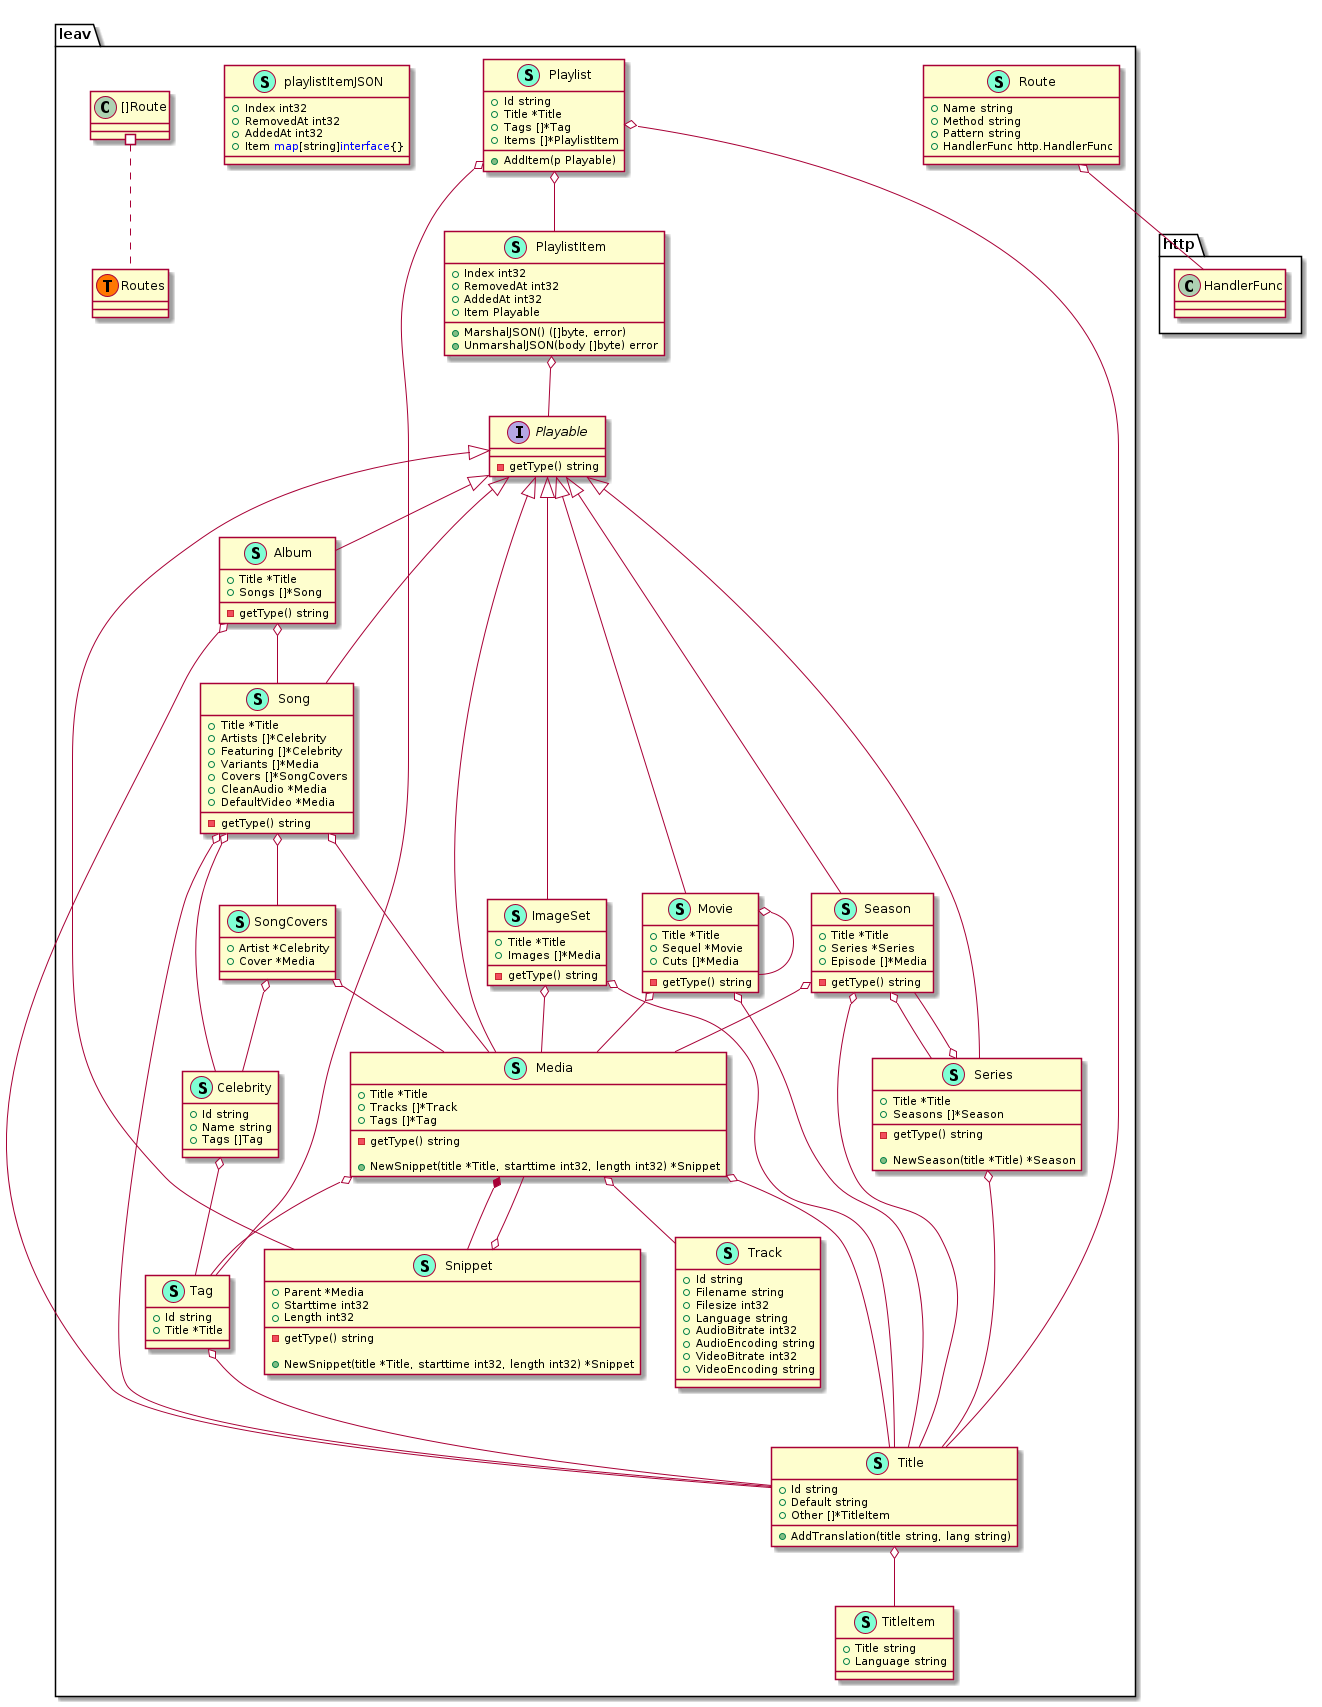 leav
C []Route
S playlistItemJSON
Index int32
RemovedAt int32
AddedAt int32
Item map[string]interface{}
S Playlist
Id string
Title *Title
Tags []*Tag
Items []*PlaylistItem
AddItem(p Playable)
S Route
Name string
Method string
Pattern string
HandlerFunc http.HandlerFunc
http
C HandlerFunc
T Routes
S PlaylistItem
Index int32
RemovedAt int32
AddedAt int32
Item Playable
MarshalJSON() ([]byte, error)
UnmarshalJSON(body []byte) error
I Playable
getType() string
S Album
Title *Title
Songs []*Song
getType() string
S Song
Title *Title
Artists []*Celebrity
Featuring []*Celebrity
Variants []*Media
Covers []*SongCovers
CleanAudio *Media
DefaultVideo *Media
getType() string
S SongCovers
Artist *Celebrity
Cover *Media
S ImageSet
Title *Title
Images []*Media
getType() string
S Movie
Title *Title
Sequel *Movie
Cuts []*Media
getType() string
S Season
Title *Title
Series *Series
Episode []*Media
getType() string
S Celebrity
Id string
Name string
Tags []Tag
S Media
Title *Title
Tracks []*Track
Tags []*Tag
getType() string
NewSnippet(title *Title, starttime int32, length int32) *Snippet
S Series
Title *Title
Seasons []*Season
getType() string
NewSeason(title *Title) *Season
S Tag
Id string
Title *Title
S Snippet
Parent *Media
Starttime int32
Length int32
getType() string
NewSnippet(title *Title, starttime int32, length int32) *Snippet
S Track
Id string
Filename string
Filesize int32
Language string
AudioBitrate int32
AudioEncoding string
VideoBitrate int32
VideoEncoding string
S Title
Id string
Default string
Other []*TitleItem
AddTranslation(title string, lang string)
S TitleItem
Title string
Language string